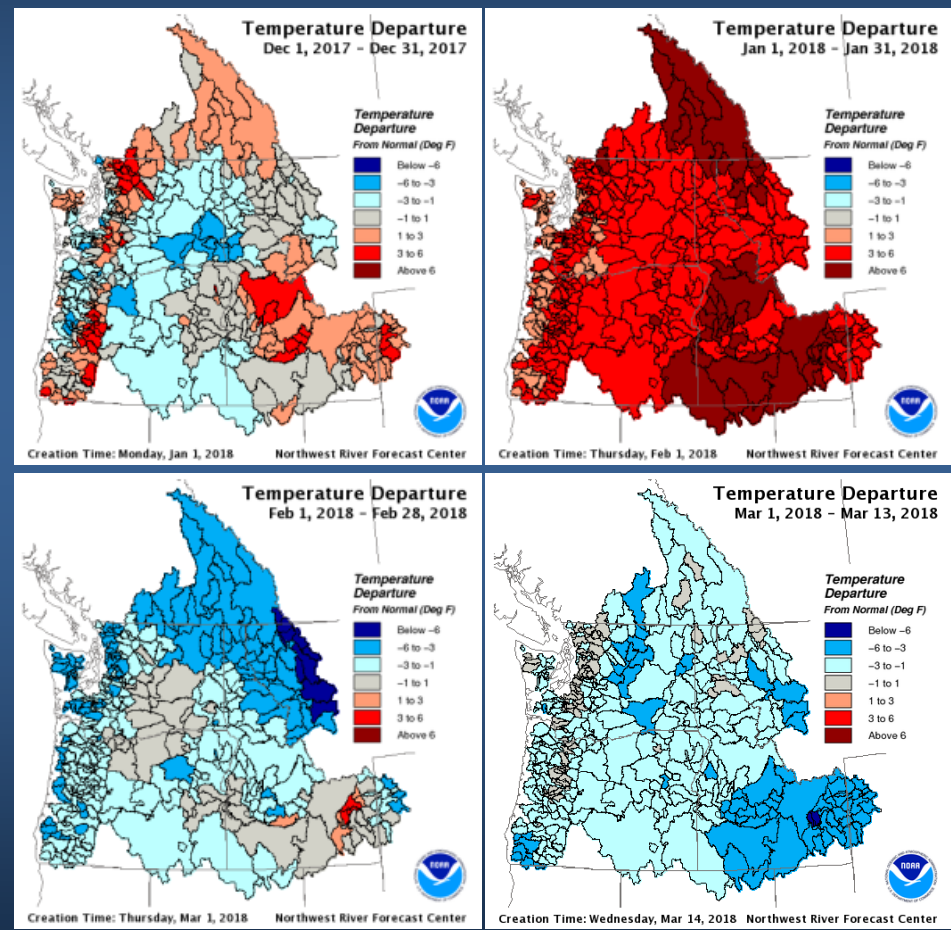 Temperature Departure
Dec 1, 2017 - Dec 31, 2017
Temperature
Departure
From Normal (Deg F)
Below -6
-6 to -3
-3 to -1
-1 to 1
1 to 3
3 to 6
Above 6
NOAA
Creation Time: Monday, Jan 1, 2018 Northwest River Forecast Center
Temperature Departure
Jan 1, 2018 - Jan 31, 2018
Temperature
Departure
From Normal (Deg F)
Below -6
-6 to -3
-3 to -1
-1 to 1
1 to 3
3 to 6
Above 6
NOAA
Creation Time: Thursday, Feb 1, 2018 Northwest River Forecast Center
Temperature Departure
Feb 1, 2018 - Feb 28, 2018
Temperature
Departure
From Normal (Deg F)
Below -6
-6 to -3
-3 to -1
-1 to 1
1 to 3
3 to 6
Above 6
NOAA
Creation Time: Thursday, Mar 1, 2018 Northwest River Forecast Center
Temperature Departure
Mar 1, 2018 - Mar 13, 2018
Temperature
Departure
From Normal (Deg F)
Below -6
-6 to -3
-3 to -1
-1 to 1
1 to 3
3 to 6
Above 6
NOAA
Creation Time: Wednesday, Mar 14, 2018 Northwest River Forecast Center